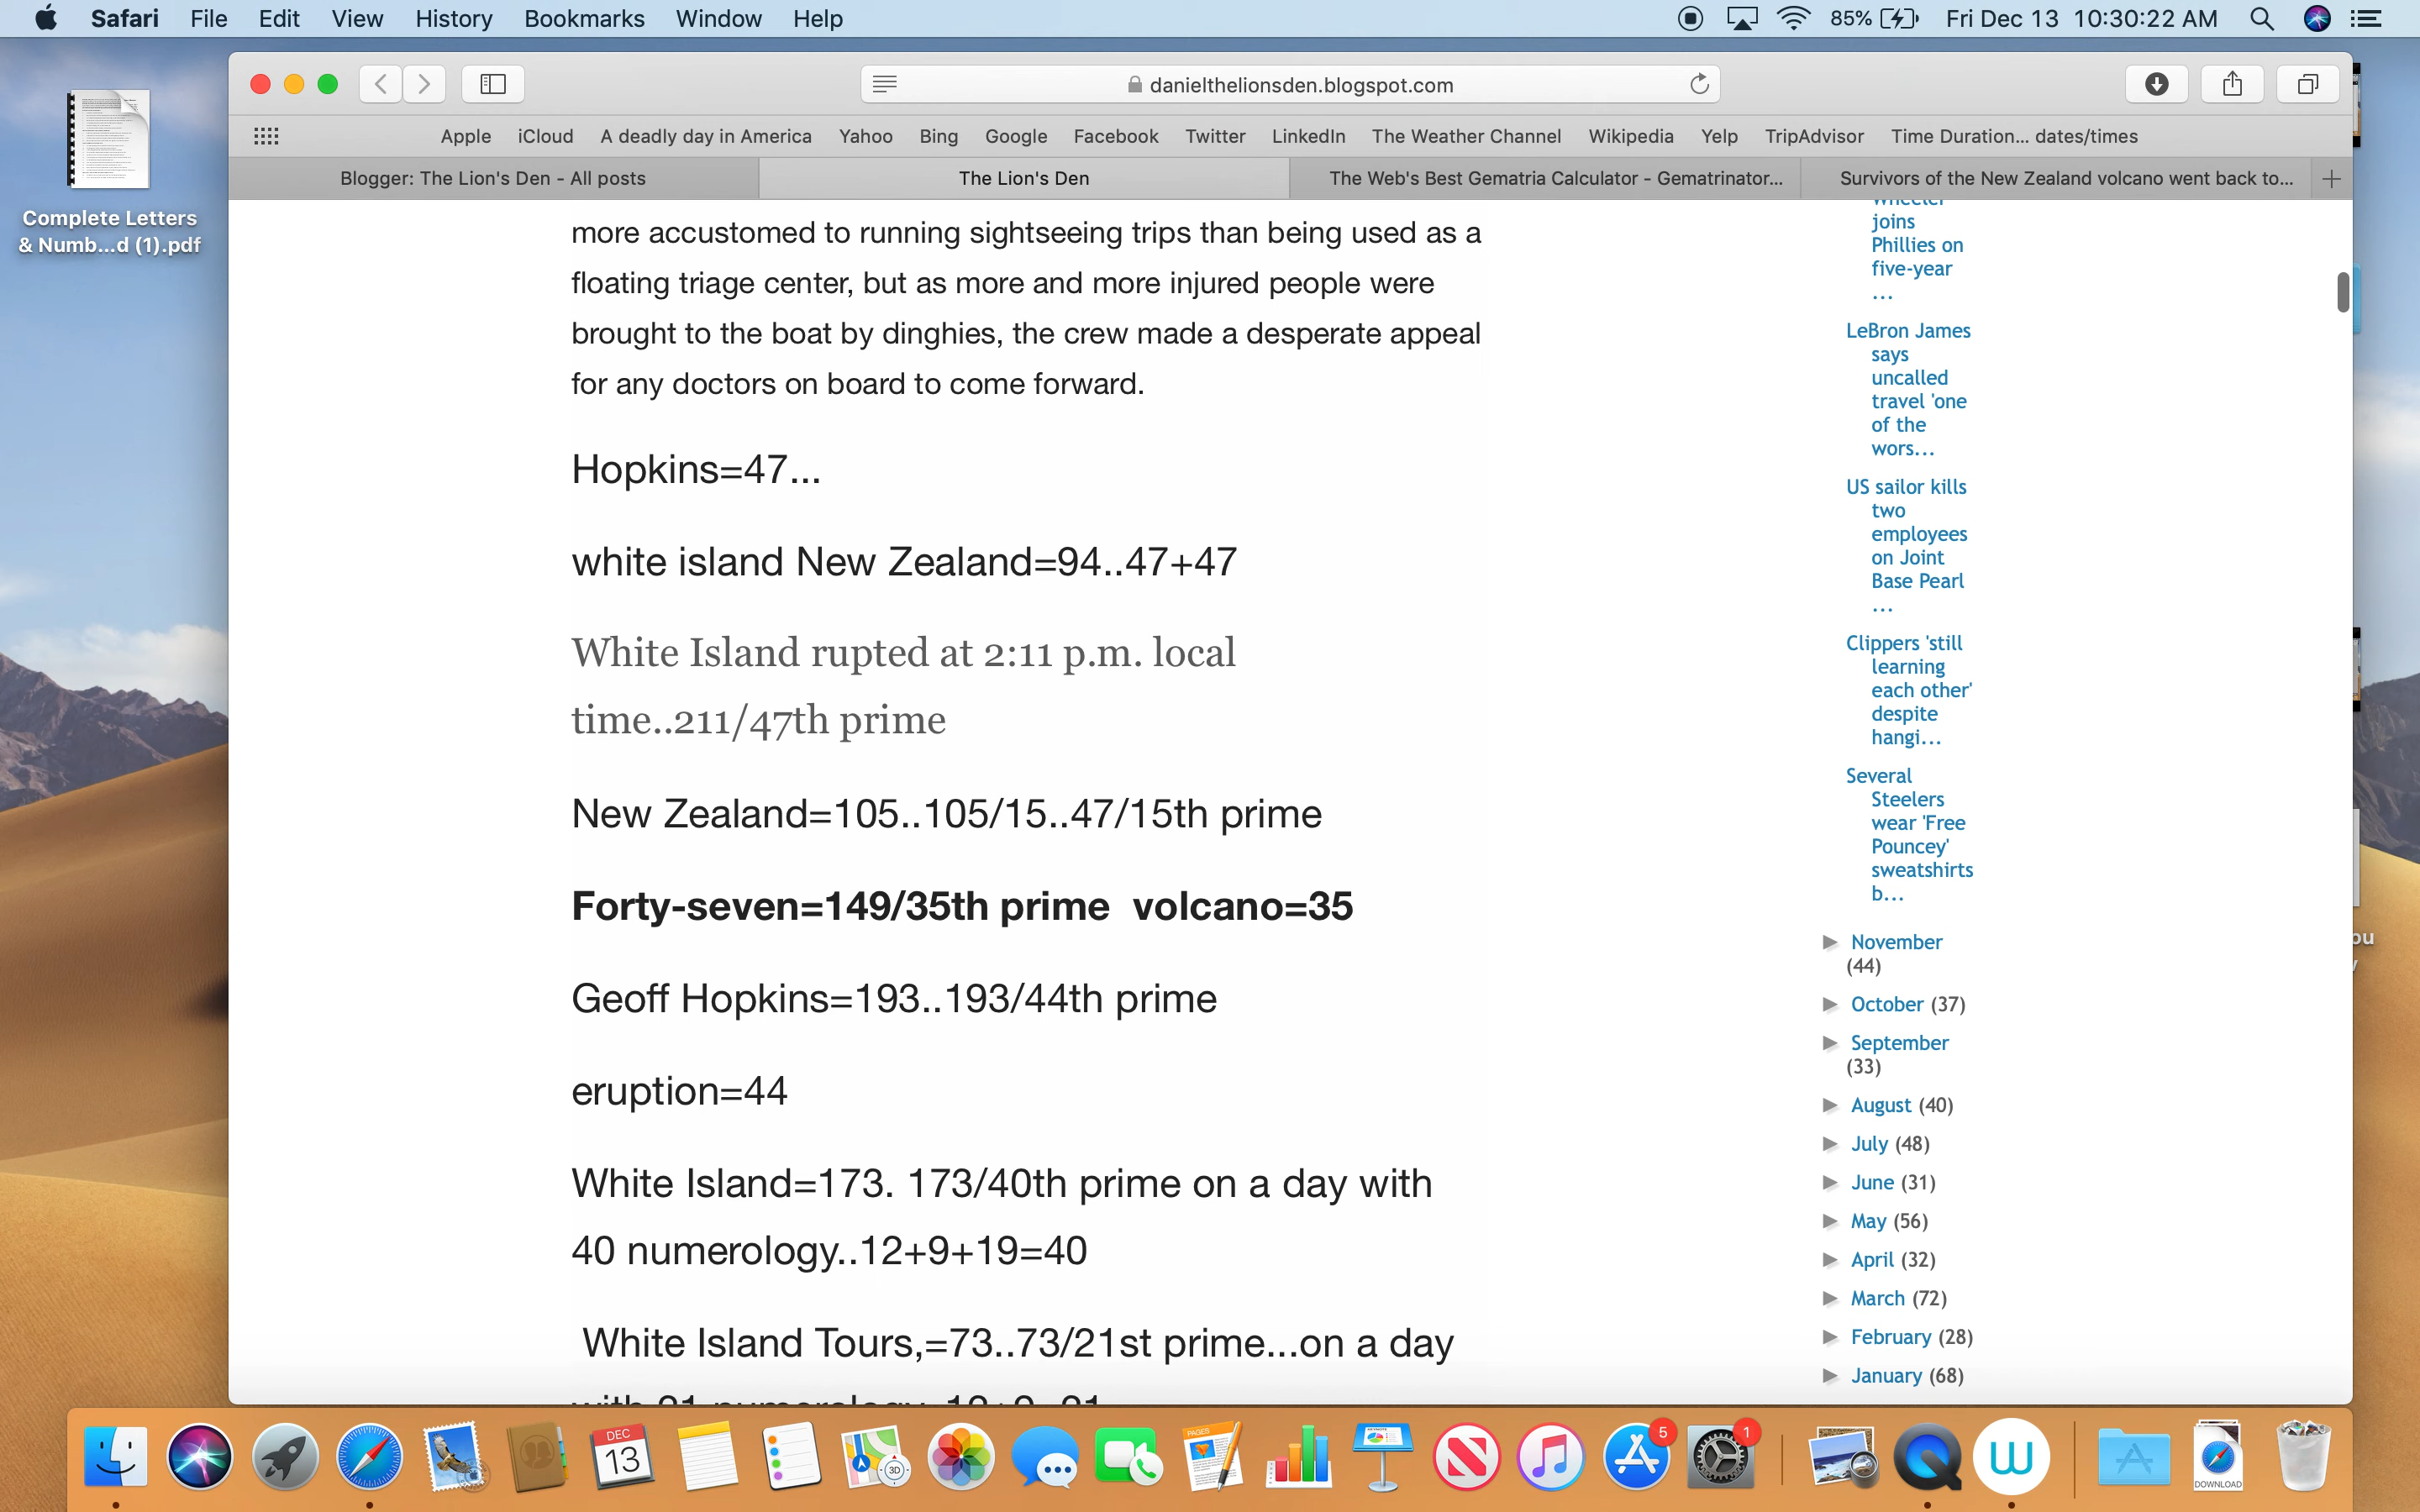 Safari File Edit View History Bookmarks Window Help 85% Fri Dec 13 10:30:22 AM
danielthelionsden.blogspot.com
Apple iCloud A deadly day in America Yahoo Bing Google Facebook Twitter LinkedIn The Weather Channel Wikipedia Yelp TripAdvisor Time Duration... dates/times
Blogger: The Lion's Den - All posts
The Lion's Den
The Web's Best Gematria Calculator - Gematrinator...
Survivors of the New Zealand volcano went back to...
Complete Letters
& Numb...d (1).pdf
more accustomed to running sightseeing trips than being used as a
floating triage center, but as more and more injured people were
brought to the boat by dinghies, the crew made a desperate appeal
for any doctors on board to come forward.
Hopkins=47...
white island New Zealand=94..47+47
White Island rupted at 2:11 p.m. local
time..211/47th prime
New Zealand=105..105/15..47/15th prime
Forty-seven=149/35th prime volcano=35
Geoff Hopkins=193..193/44th prime
eruption=44
White Island=173. 173/40th prime on a day with
40 numerology..12+9+19=40
White Island Tours,=73..73/21st prime...on a day
Wheeler
joins
Phillies on
five-year
...
LeBron James
says
uncalled
travel 'one
of the
wors...
US sailor kills
two
employees
on Joint
Base Pearl
...
Clippers 'still
learning
each other'
despite
hangi...
Several
Steelers
wear 'Free
Pouncey'
sweatshirts
b...
► November
(44)
► October (37)
► September
(33)
► August (40)
► July (48)
► June (31)
► May (56)
► April (32)
► March (72)
► February (28)
► January (68)
ou
DEC
13
3D
PAGES
5
1
DOWNLOAD